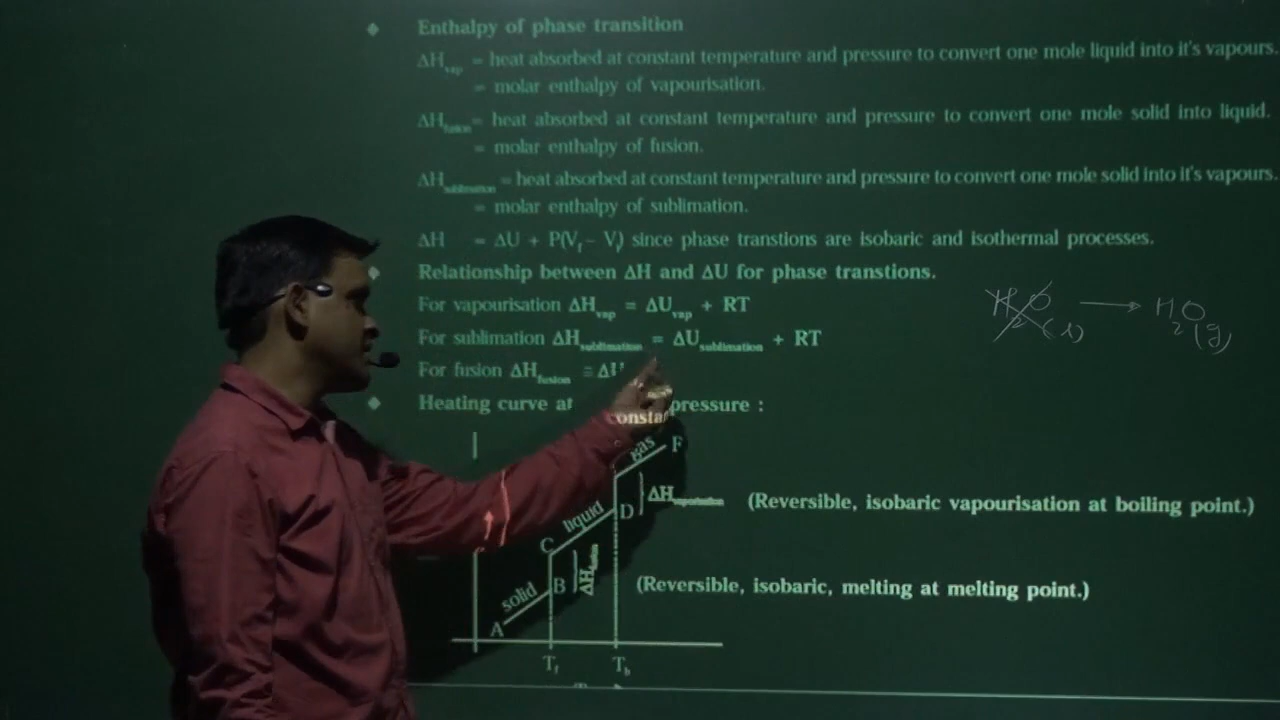 Enthalpy of phase transition
ΔHvap = heat absorbed at constant temperature and pressure to convert one mole liquid into it's vapours.
= molar enthalpy of vapourisation.
ΔHfusion = heat absorbed at constant temperature and pressure to convert one mole solid into liquid.
= molar enthalpy of fusion.
ΔHsublimation = heat absorbed at constant temperature and pressure to convert one mole solid into it's vapours.
= molar enthalpy of sublimation.
ΔH = ΔU + P(Vf – Vi) since phase transtions are isobaric and isothermal processes.
Relationship between ΔH and ΔU for phase transtions.
For vapourisation ΔHvap = ΔUvap + RT
For sublimation ΔHsublimation = ΔUsublimation + RT
H2O(s) → H2O(g)
For fusion ΔHfusion ≅ ΔU
Heating curve at constant pressure :
gas F
liquid D ΔH (Reversible, isobaric vapourisation at boiling point.)
C
solid B ΔHfusion (Reversible, isobaric, melting at melting point.)
A
Tf Tb